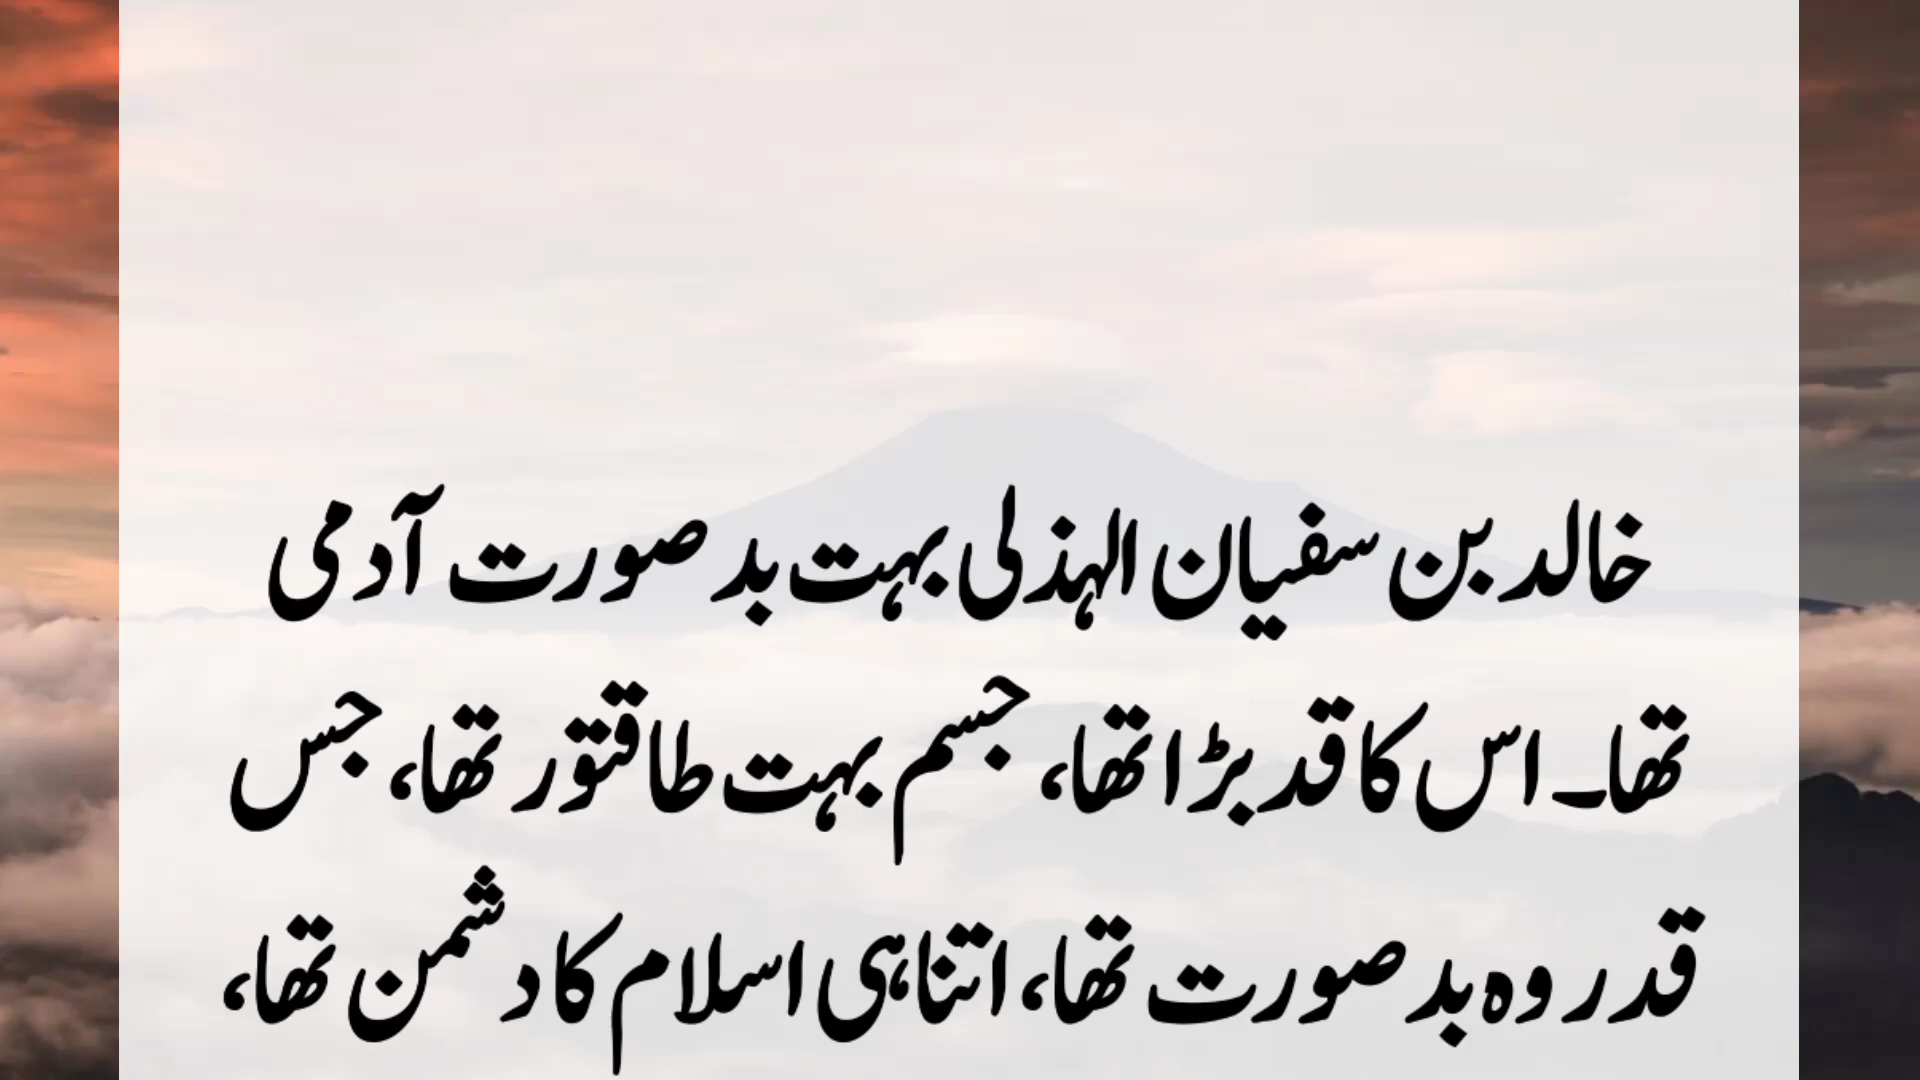 خالد بن سفیان الہذلی بہت بد صورت آدمی
تھا۔ اس کا قد بڑا تھا، جسم بہت طاقتور تھا، جس
قدر وہ بد صورت تھا، اتنا ہی اسلام کا دشمن تھا،